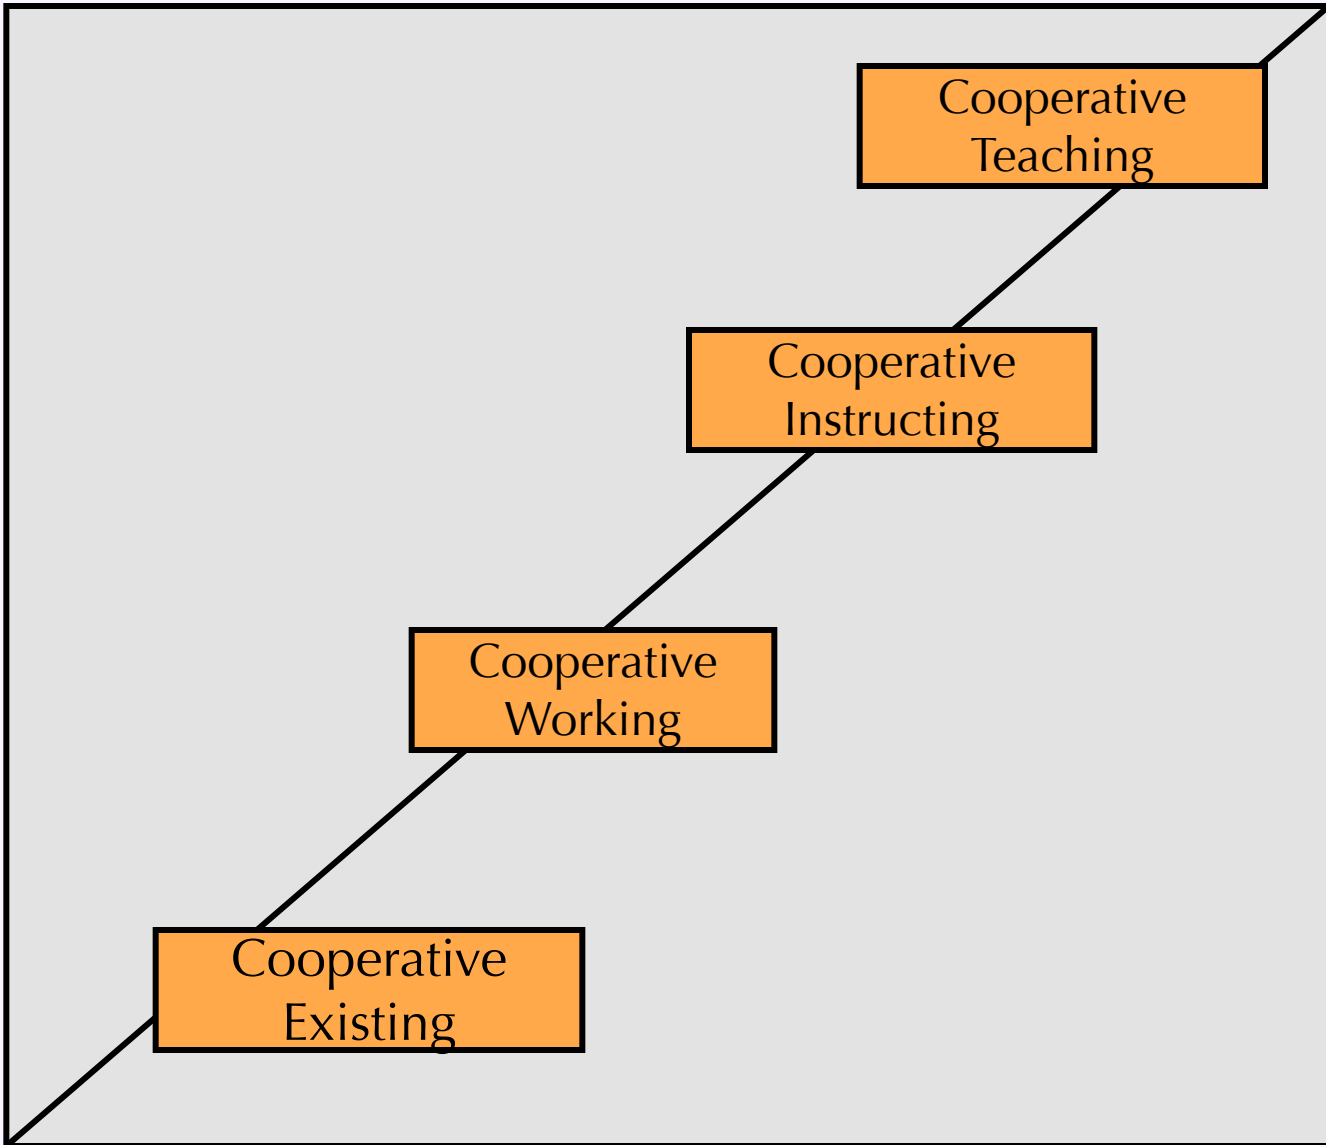 Cooperative
Teaching
Cooperative
Instructing
Cooperative
Working
Cooperative
Existing